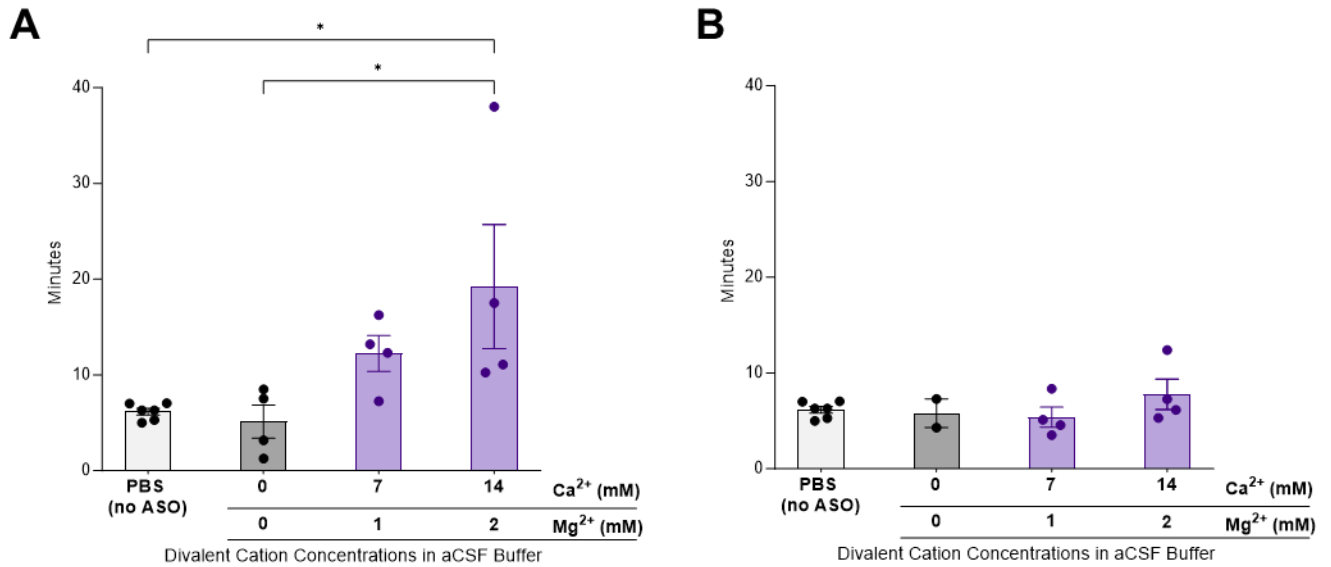 A
B
*
*
40
30
20
10
0
Minutes
PBS
(no ASO)
0 7 14 Ca²⁺ (mM)
0 1 2 Mg²⁺ (mM)
Divalent Cation Concentrations in aCSF Buffer
40
30
20
10
0
Minutes
PBS
(no ASO)
0 7 14 Ca²⁺ (mM)
0 1 2 Mg²⁺ (mM)
Divalent Cation Concentrations in aCSF Buffer